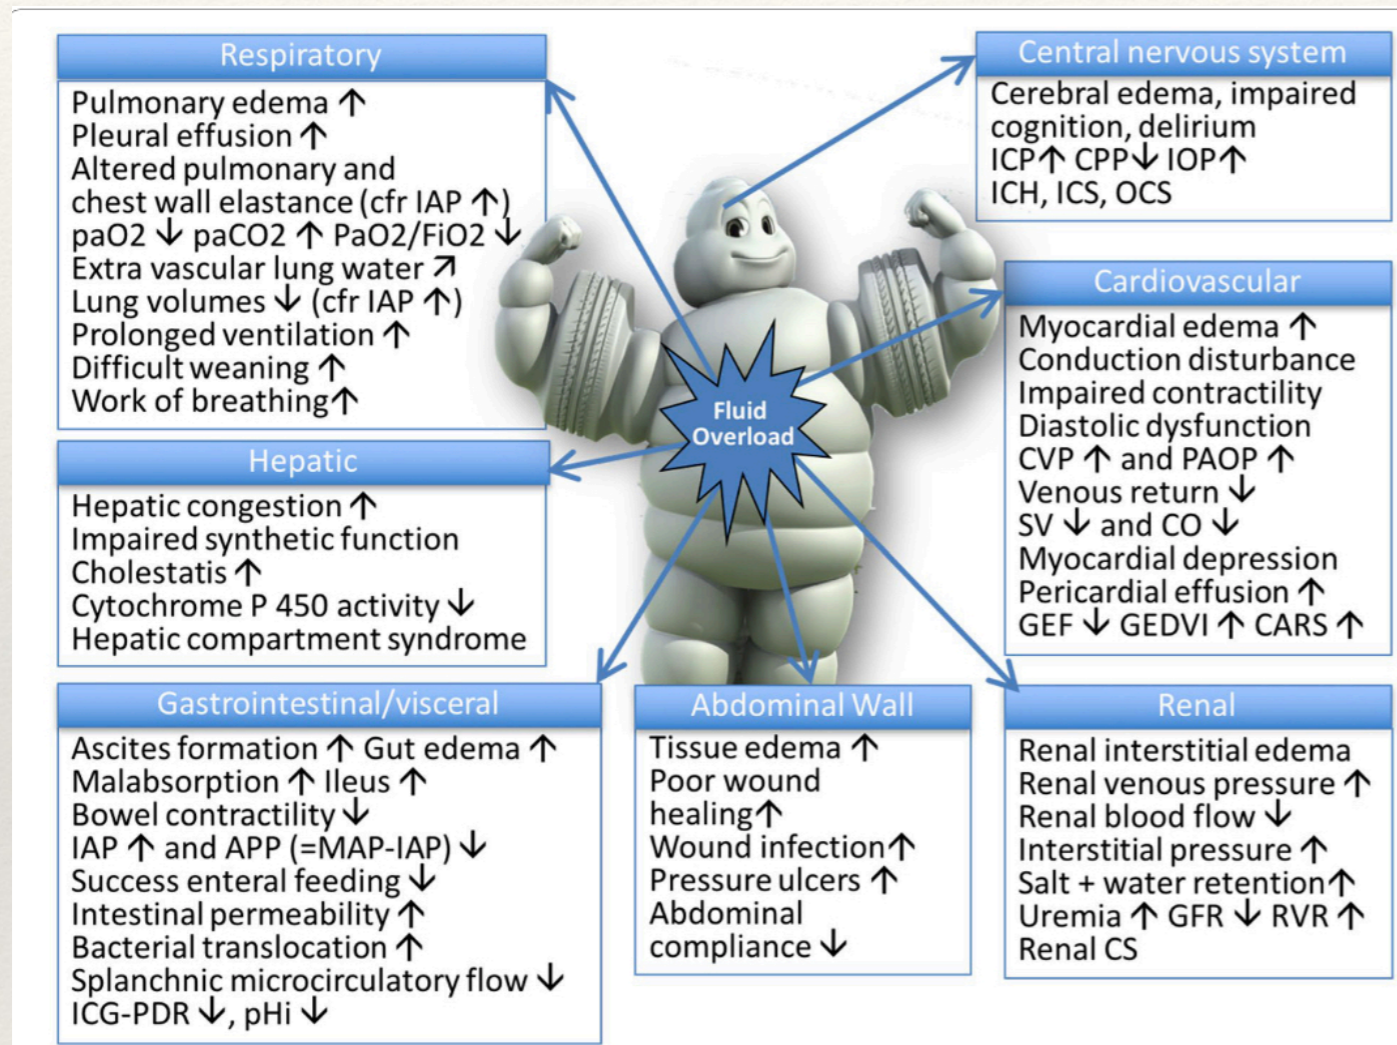 Respiratory
Pulmonary edema ↑
Pleural effusion ↑
Altered pulmonary and
chest wall elastance (cfr IAP ↑)
paO2 ↓ paCO2 ↑ PaO2/FiO2 ↓
Extra vascular lung water ↗
Lung volumes ↓ (cfr IAP ↑)
Prolonged ventilation ↑
Difficult weaning ↑
Work of breathing↑
Hepatic
Hepatic congestion ↑
Impaired synthetic function
Cholestatis ↑
Cytochrome P 450 activity ↓
Hepatic compartment syndrome
Gastrointestinal/visceral
Ascites formation ↑ Gut edema ↑
Malabsorption ↑ Ileus ↑
Bowel contractility ↓
IAP ↑ and APP (=MAP-IAP) ↓
Success enteral feeding ↓
Intestinal permeability ↑
Bacterial translocation ↑
Splanchnic microcirculatory flow ↓
ICG-PDR ↓, pHi ↓
Fluid
Overload
Abdominal Wall
Tissue edema ↑
Poor wound
healing↑
Wound infection↑
Pressure ulcers ↑
Abdominal
compliance ↓
Central nervous system
Cerebral edema, impaired
cognition, delirium
ICP↑ CPP↓ IOP↑
ICH, ICS, OCS
Cardiovascular
Myocardial edema ↑
Conduction disturbance
Impaired contractility
Diastolic dysfunction
CVP ↑ and PAOP ↑
Venous return ↓
SV ↓ and CO ↓
Myocardial depression
Pericardial effusion ↑
GEF ↓ GEDVI ↑ CARS ↑
Renal
Renal interstitial edema
Renal venous pressure ↑
Renal blood flow ↓
Interstitial pressure ↑
Salt + water retention↑
Uremia ↑ GFR ↓ RVR ↑
Renal CS